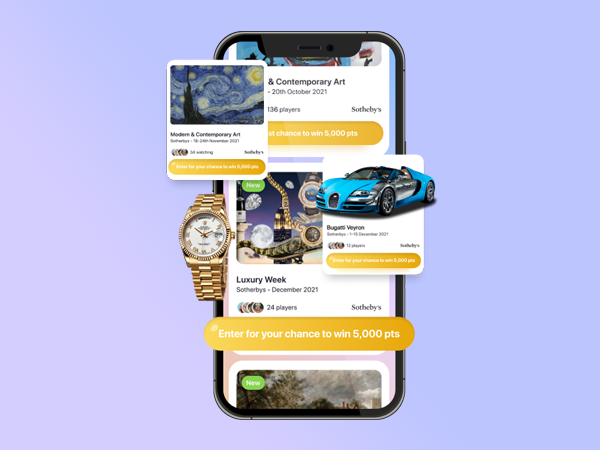 & Contemporary Art
- 20th October 2021
136 players
Sotheby's
st chance to win 5,000 pts
Modern & Contemporary Art
Sotherbys - 18-24th November 2021
34 watching
Sotheby's
Enter for your chance to win 5,000 pts
New
Bugatti Veyron
Sotherbys - 1-15 December 2021
12 players
Sotheby's
Enter for your chance to win 5,000 pts
Luxury Week
Sotherbys - December 2021
24 players
Sotheby's
Enter for your chance to win 5,000 pts
New